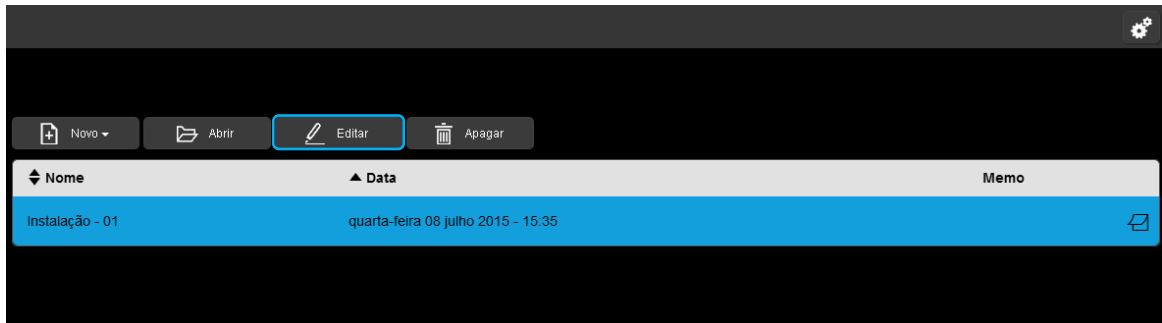 Novo Abrir Editar Apagar
Nome Data Memo
Instalação - 01 quarta-feira 08 julho 2015 - 15:35